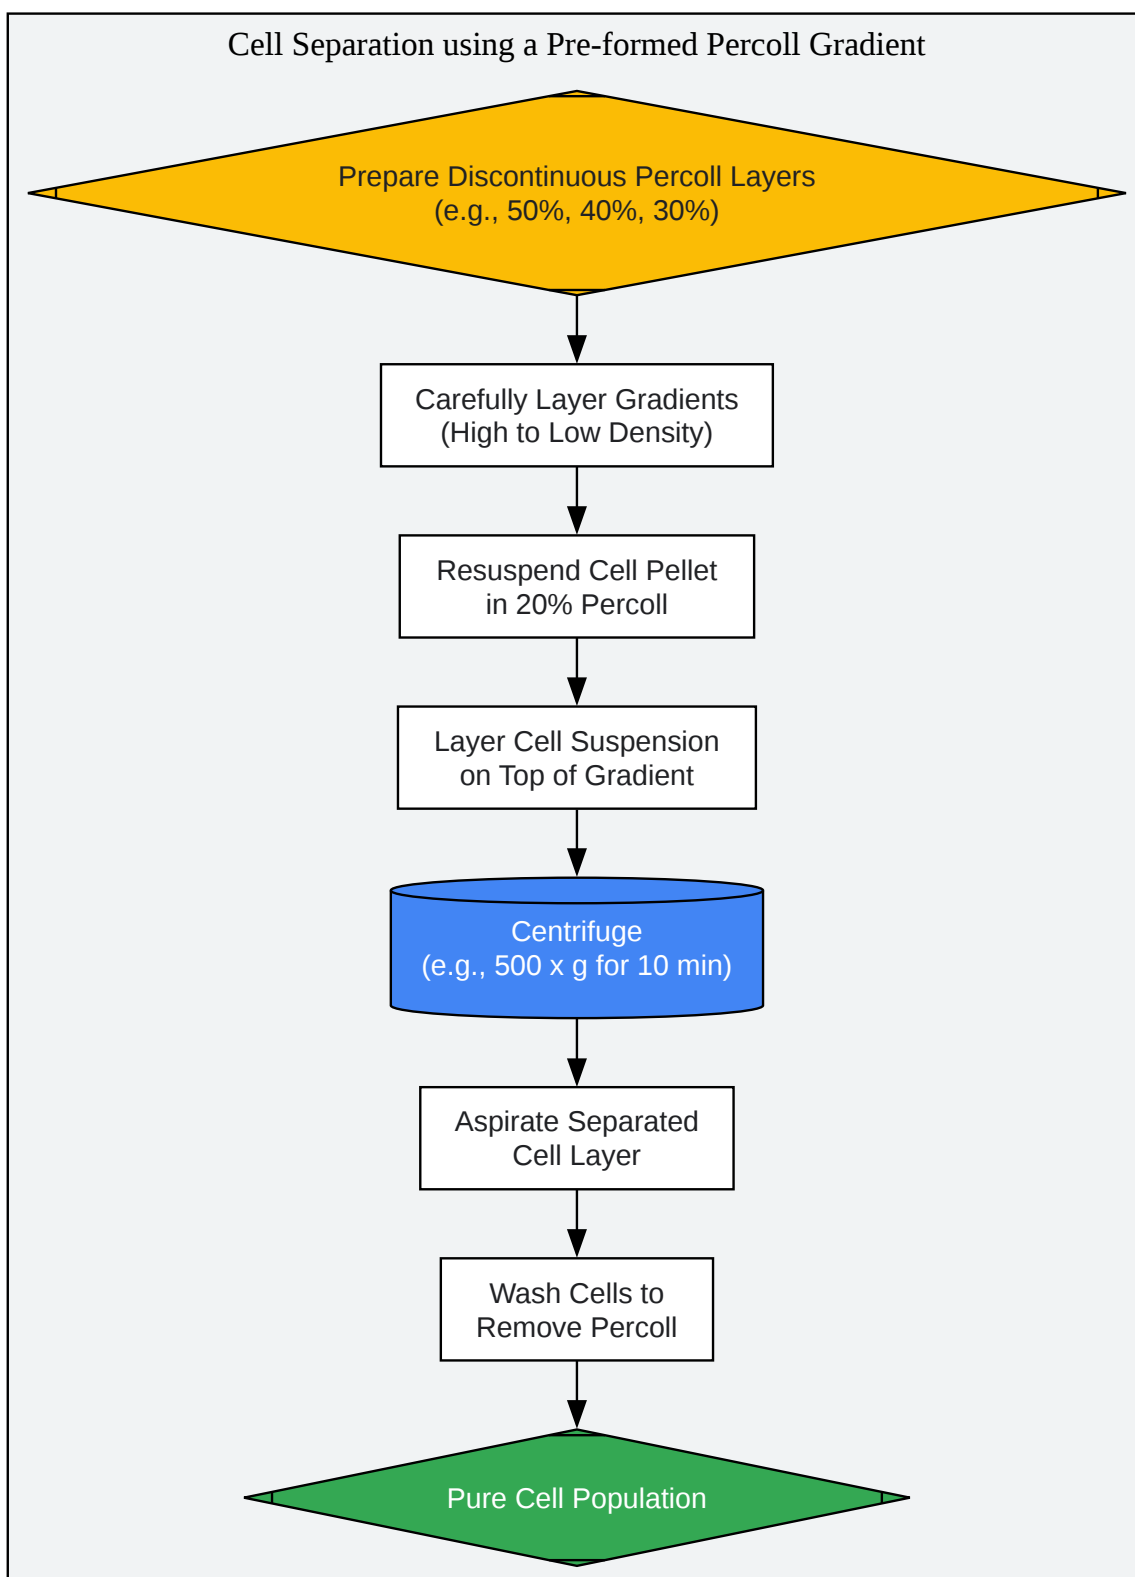 Cell Separation using a Pre-formed Percoll Gradient
Prepare Discontinuous Percoll Layers
(e.g., 50%, 40%, 30%)
Carefully Layer Gradients
(High to Low Density)
Resuspend Cell Pellet
in 20% Percoll
Layer Cell Suspension
on Top of Gradient
Centrifuge
(e.g., 500 x g for 10 min)
Aspirate Separated
Cell Layer
Wash Cells to
Remove Percoll
Pure Cell Population